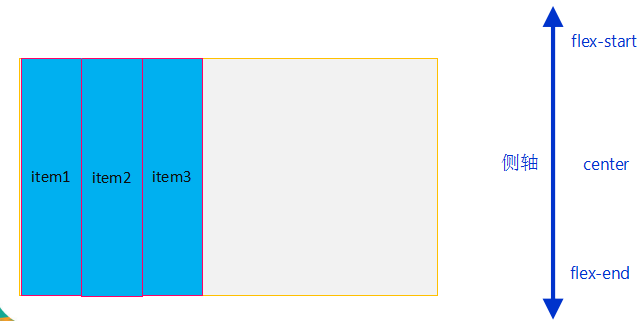 flex-start
item1
item2
item3
侧轴
center
flex-end